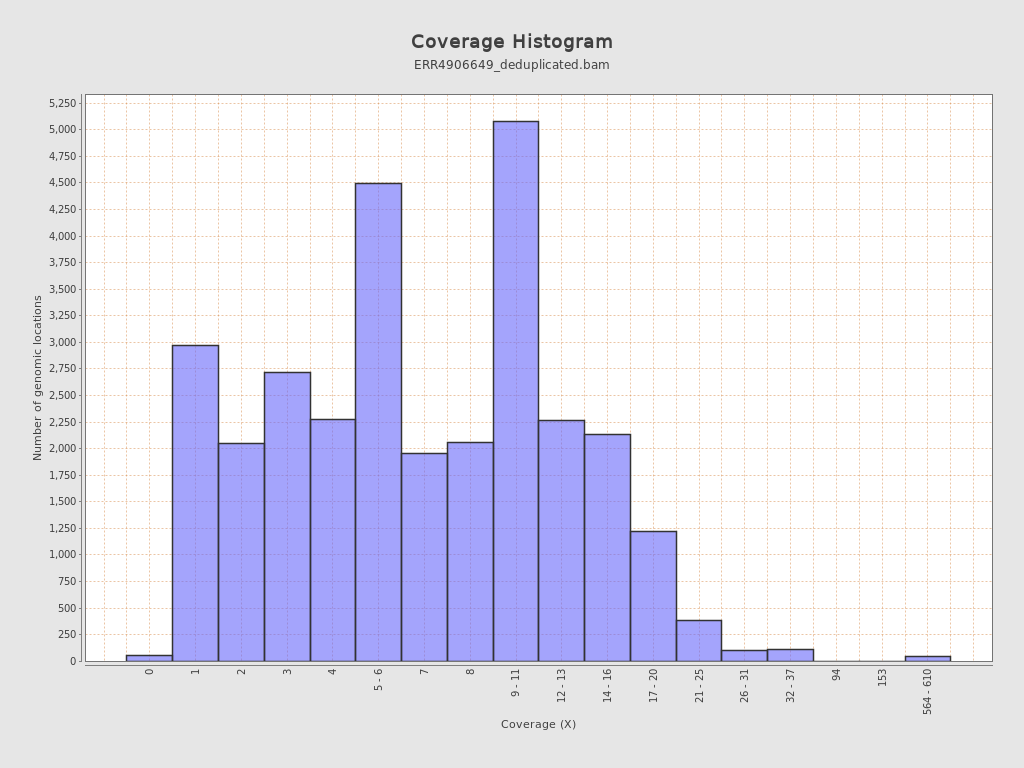 Coverage Histogram
ERR4906649_deduplicated.bam
5,250
5,000
4,750
4,500
4,250
4,000
3,750
3,500
3,250
3,000
2,750
2,500
2,250
2,000
1,750
1,500
1,250
1,000
750
500
250
0
Number of genomic locations
0
1
2
3
4
5 - 6
7
8
9 - 11
12 - 13
14 - 16
17 - 20
21 - 25
26 - 31
32 - 37
94
153
564 - 610
Coverage (X)